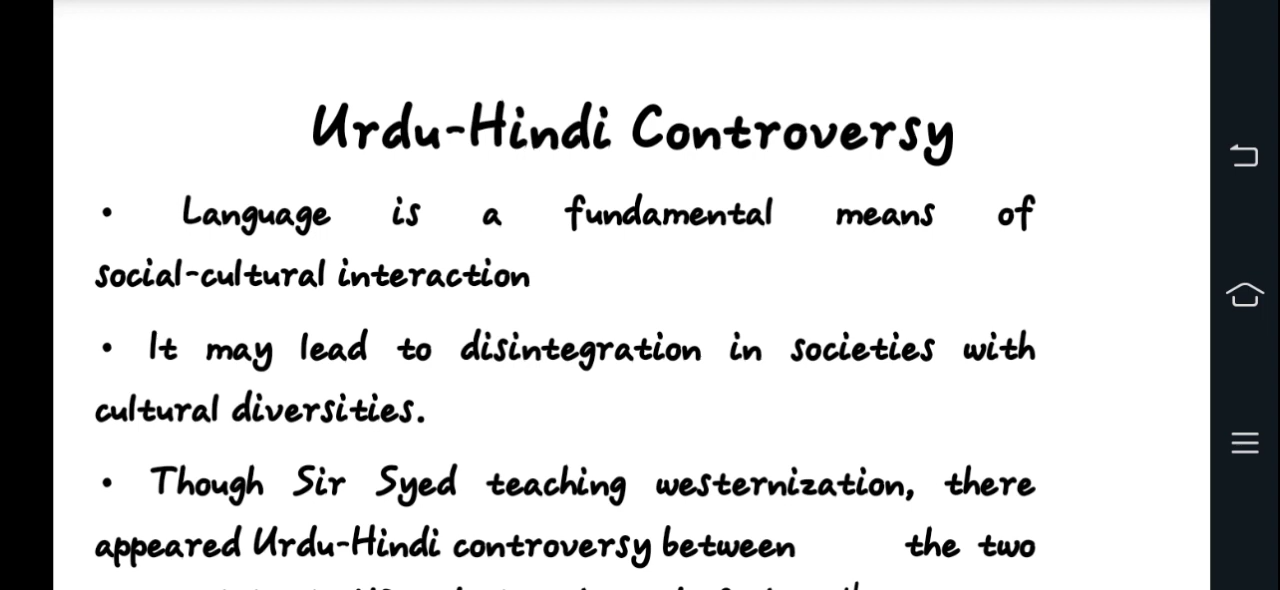 Urdu-Hindi Controversy
• Language is a fundamental means of
social-cultural interaction
• It may lead to disintegration in societies with
cultural diversities.
• Though Sir Syed teaching westernization, there
appeared Urdu-Hindi controversy between the two